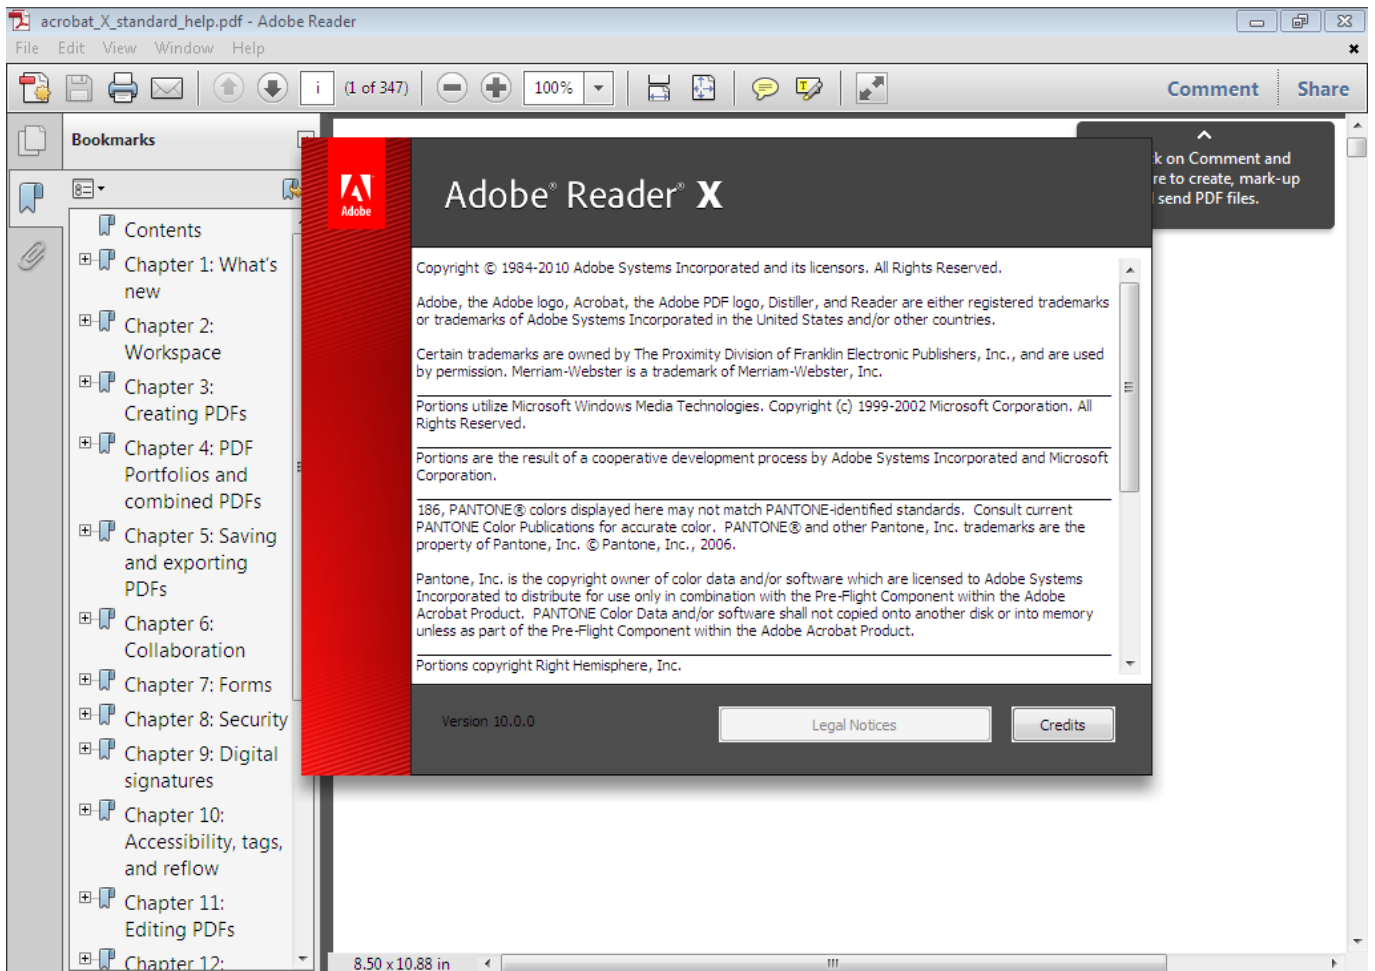 acrobat_X_standard_help.pdf - Adobe Reader
File Edit View Window Help
i (1 of 347) 100% Comment Share
Bookmarks
Contents
Chapter 1: What's
new
Chapter 2:
Workspace
Chapter 3:
Creating PDFs
Chapter 4: PDF
Portfolios and
combined PDFs
Chapter 5: Saving
and exporting
PDFs
Chapter 6:
Collaboration
Chapter 7: Forms
Chapter 8: Security
Chapter 9: Digital
signatures
Chapter 10:
Accessibility, tags,
and reflow
Chapter 11:
Editing PDFs
Chapter 12:
Adobe
Adobe® Reader® X
Copyright © 1984-2010 Adobe Systems Incorporated and its licensors. All Rights Reserved.
Adobe, the Adobe logo, Acrobat, the Adobe PDF logo, Distiller, and Reader are either registered trademarks
or trademarks of Adobe Systems Incorporated in the United States and/or other countries.
Certain trademarks are owned by The Proximity Division of Franklin Electronic Publishers, Inc., and are used
by permission. Merriam-Webster is a trademark of Merriam-Webster, Inc.
Portions utilize Microsoft Windows Media Technologies. Copyright (c) 1999-2002 Microsoft Corporation. All
Rights Reserved.
Portions are the result of a cooperative development process by Adobe Systems Incorporated and Microsoft
Corporation.
186, PANTONE® colors displayed here may not match PANTONE-identified standards. Consult current
PANTONE Color Publications for accurate color. PANTONE® and other Pantone, Inc. trademarks are the
property of Pantone, Inc. © Pantone, Inc., 2006.
Pantone, Inc. is the copyright owner of color data and/or software which are licensed to Adobe Systems
Incorporated to distribute for use only in combination with the Pre-Flight Component within the Adobe
Acrobat Product. PANTONE Color Data and/or software shall not copied onto another disk or into memory
unless as part of the Pre-Flight Component within the Adobe Acrobat Product.
Portions copyright Right Hemisphere, Inc.
Version 10.0.0 Legal Notices Credits
on Comment and
to create, mark-up
send PDF files.
8.50 x 10.88 in